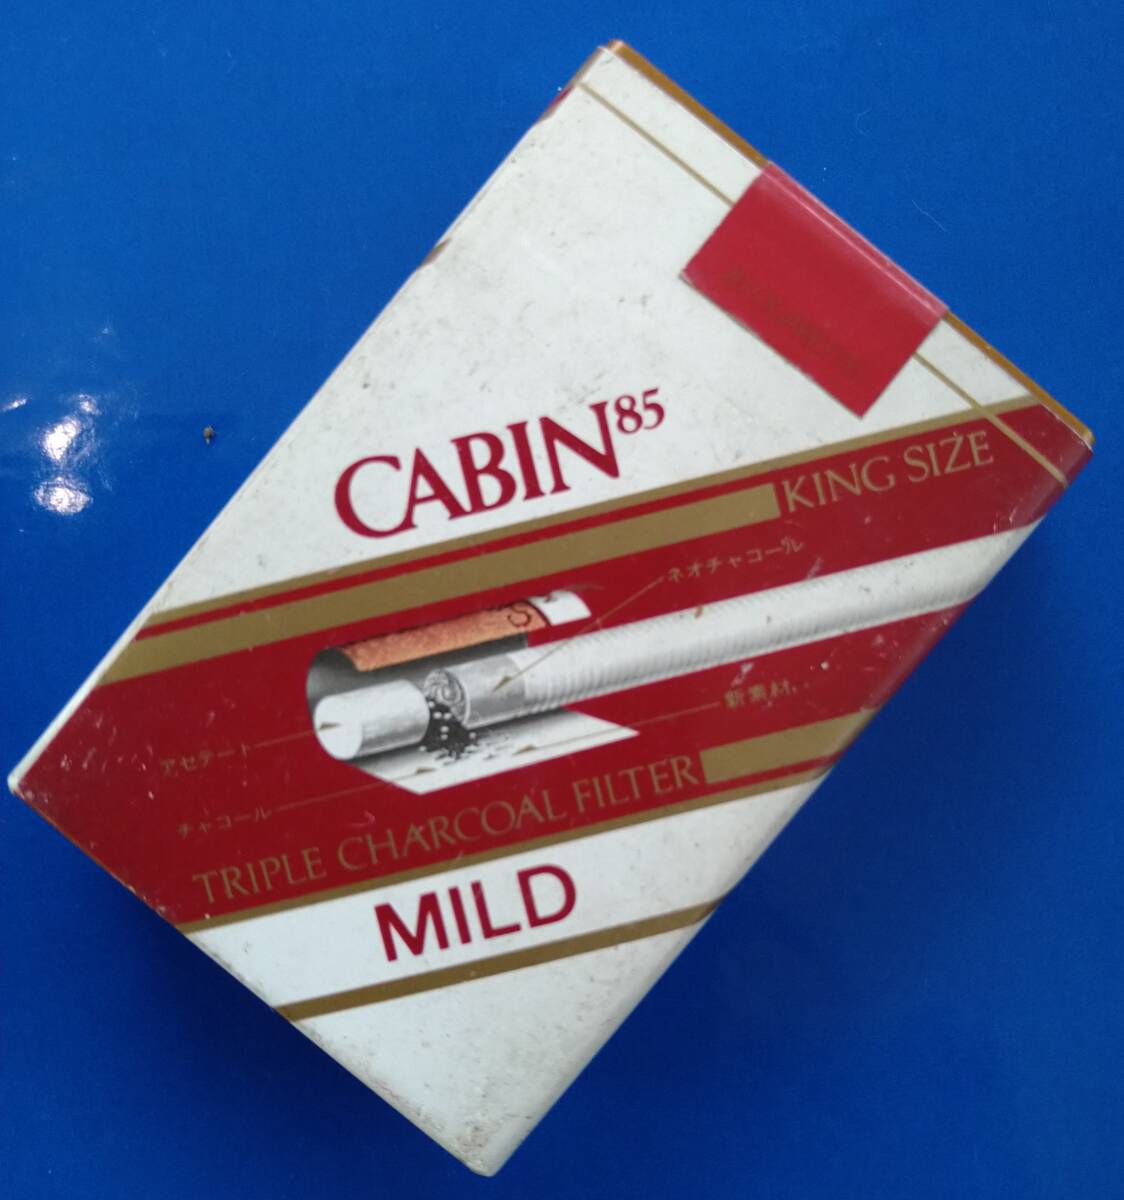 CABIN85
KING SIZE
ネオチャコール
新素材
アセテート
チャコール
TRIPLE CHARCOAL FILTER
MILD